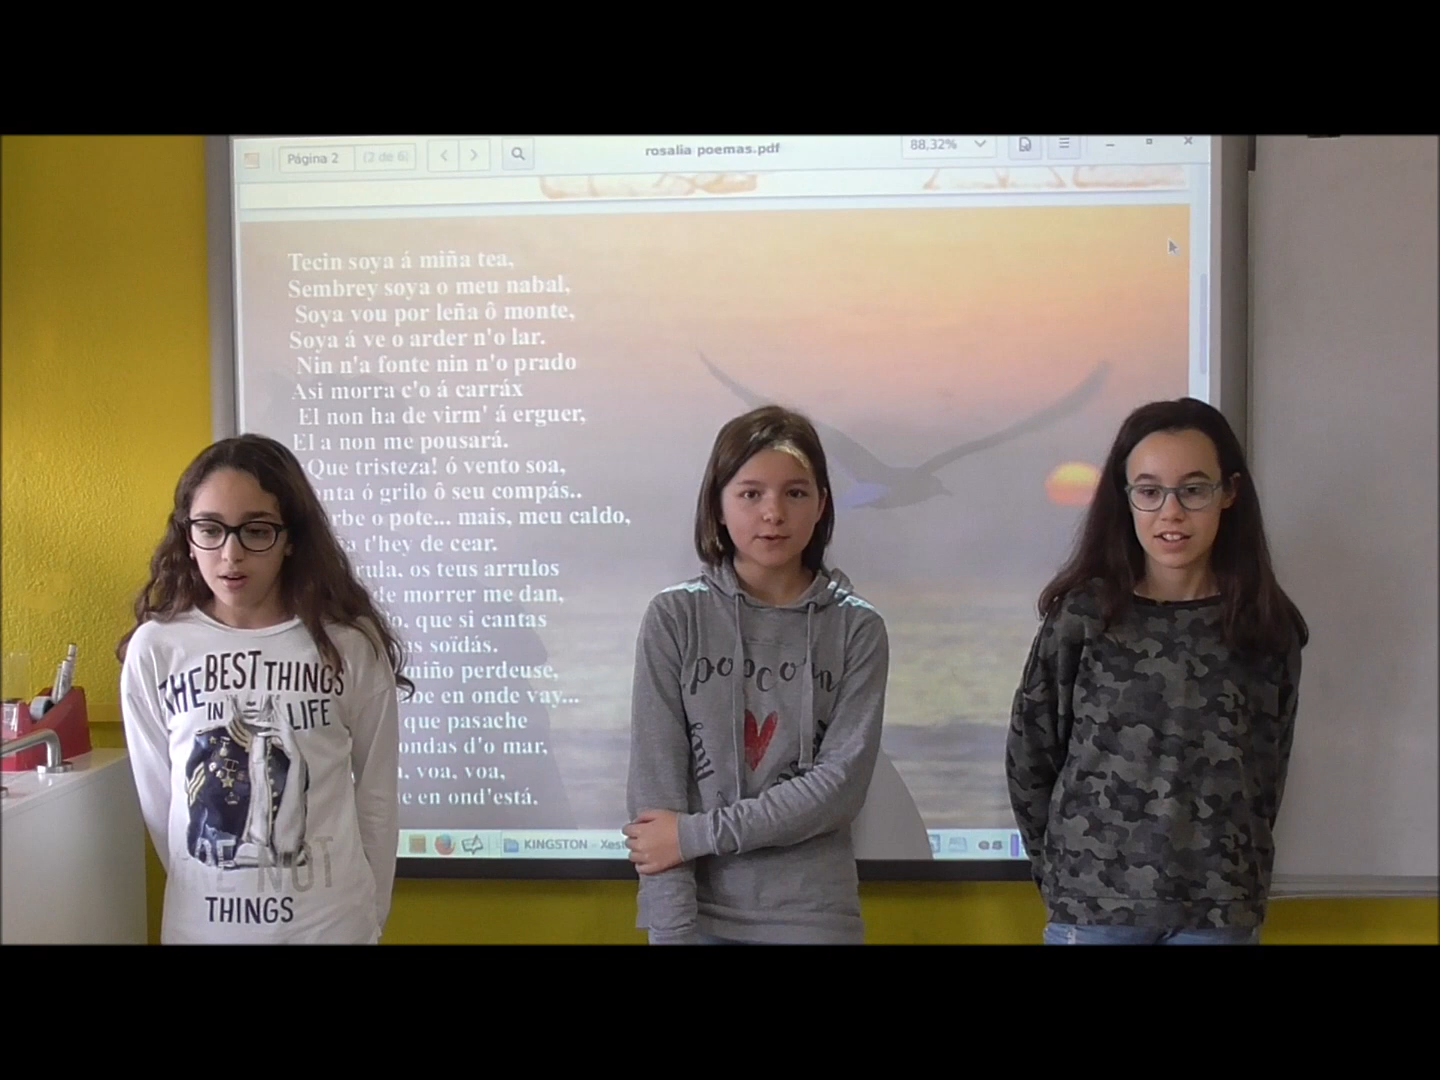 Página 2 (2 de 6) rosalia poemas.pdf 88,32%
Tecin soya á miña tea,
Sembrey soya o meu nabal,
Soya vou por leña ô monte,
Soya á ve o arder n'o lar.
Nin n'a fonte nin n'o prado
Asi morra c'o á carráx
El non ha de virm' á erguer,
El a non me pousará.
¡Que tristeza! ó vento soa,
ó grilo ô seu compás..
o pote... mais, meu caldo,
t'hey de cear.
os teus arrulos
de morrer me dan,
que si cantas
soïdás.
perdeuse,
en onde vay...
que pasache
ondas d'o mar,
voa, voa,
en ond'está.
KINGSTON
THE BEST THINGS
IN LIFE
ARE NOT
THINGS
popcorn